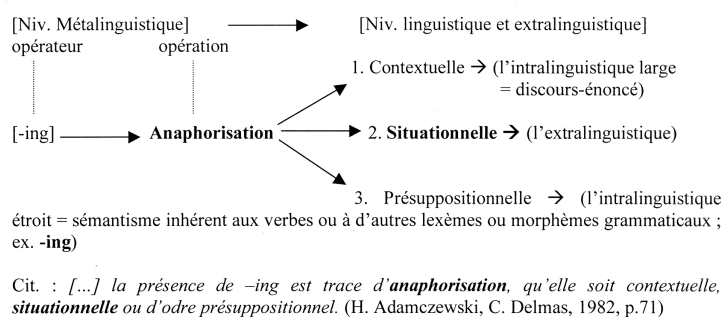 [Niv. Métalinguistique] → [Niv. linguistique et extralinguistique]
opérateur opération
1. Contextuelle → (l'intralinguistique large
= discours-énoncé)
[-ing] → Anaphorisation → 2. Situationnelle → (l'extralinguistique)
3. Présuppositionnelle → (l'intralinguistique
étroit = sémantisme inhérent aux verbes ou à d'autres lexèmes ou morphèmes grammaticaux ;
ex. -ing)
Cit. : [...] la présence de –ing est trace d'anaphorisation, qu'elle soit contextuelle,
situationnelle ou d'odre présuppositionnel. (H. Adamczewski, C. Delmas, 1982, p.71)